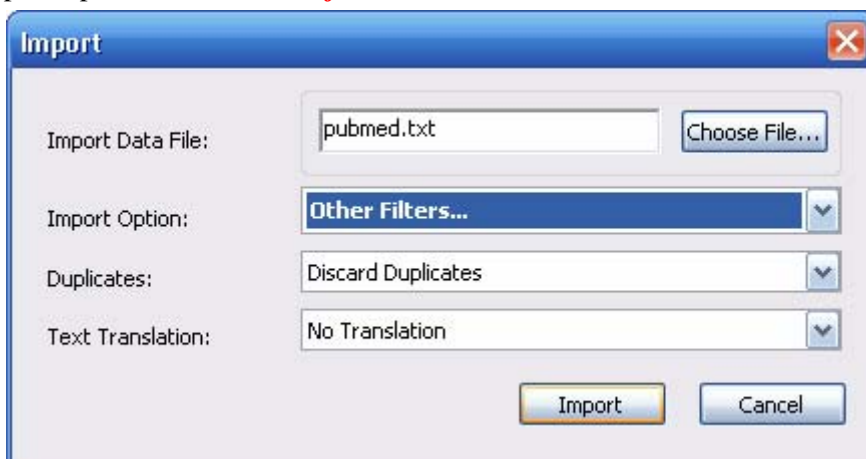 Import
Import Data File:
pubmed.txt
Choose File...
Import Option:
Other Filters...
Duplicates:
Discard Duplicates
Text Translation:
No Translation
Import
Cancel